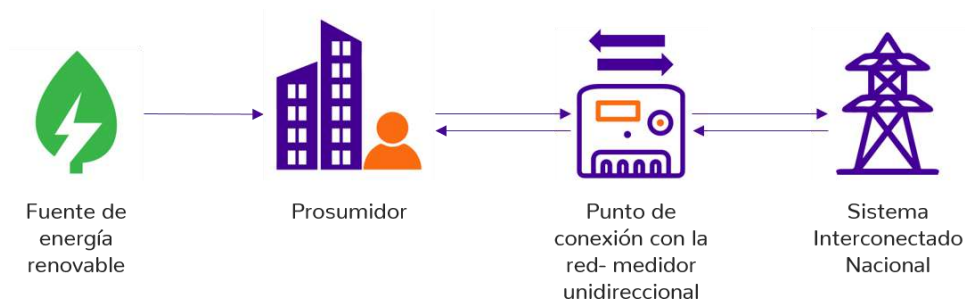 Fuente de
energía
renovable
Prosumidor
Punto de
conexión con la
red- medidor
unidireccional
Sistema
Interconectado
Nacional